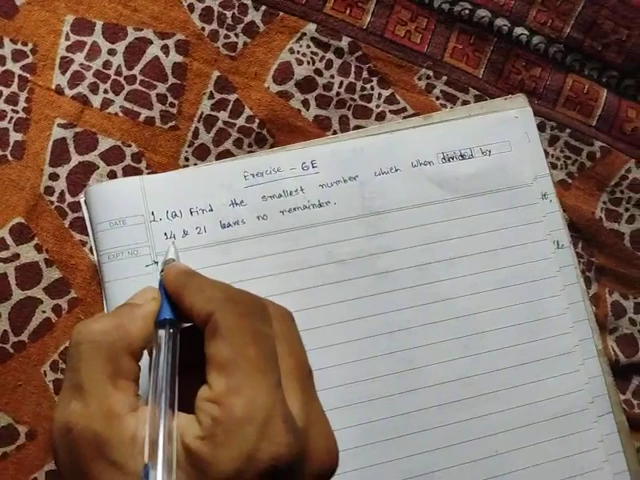 Exercise - 6E
1. (a) Find the smallest number which when divided by
14 & 21 leaves no remainder.
DATE
EXPT NO.